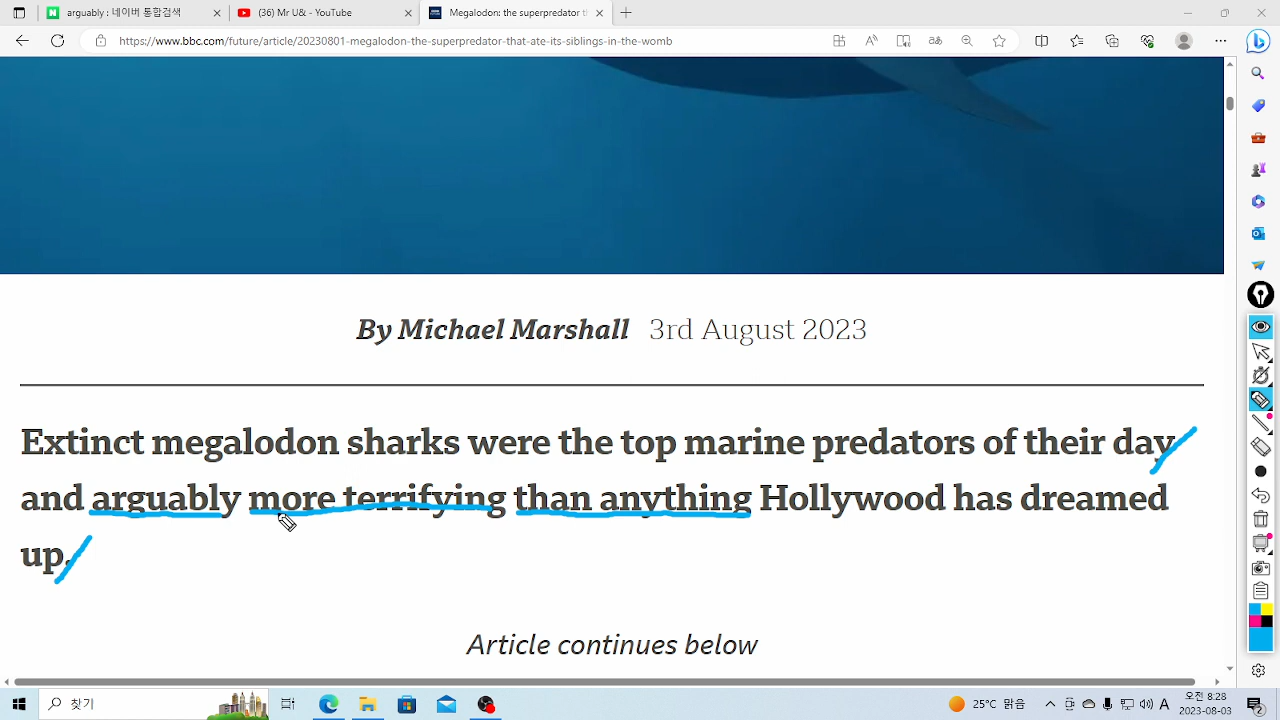 arguably : 네이버 통합검색
(36) Mr U& - YouTube
Megalodon: the superpredator th
https://www.bbc.com/future/article/20230801-megalodon-the-superpredator-that-ate-its-siblings-in-the-womb
By Michael Marshall 3rd August 2023
Extinct megalodon sharks were the top marine predators of their day
and arguably more terrifying than anything Hollywood has dreamed
up.
Article continues below
찾기
25°C 맑음
A
오전 8:28
2023-08-03
2